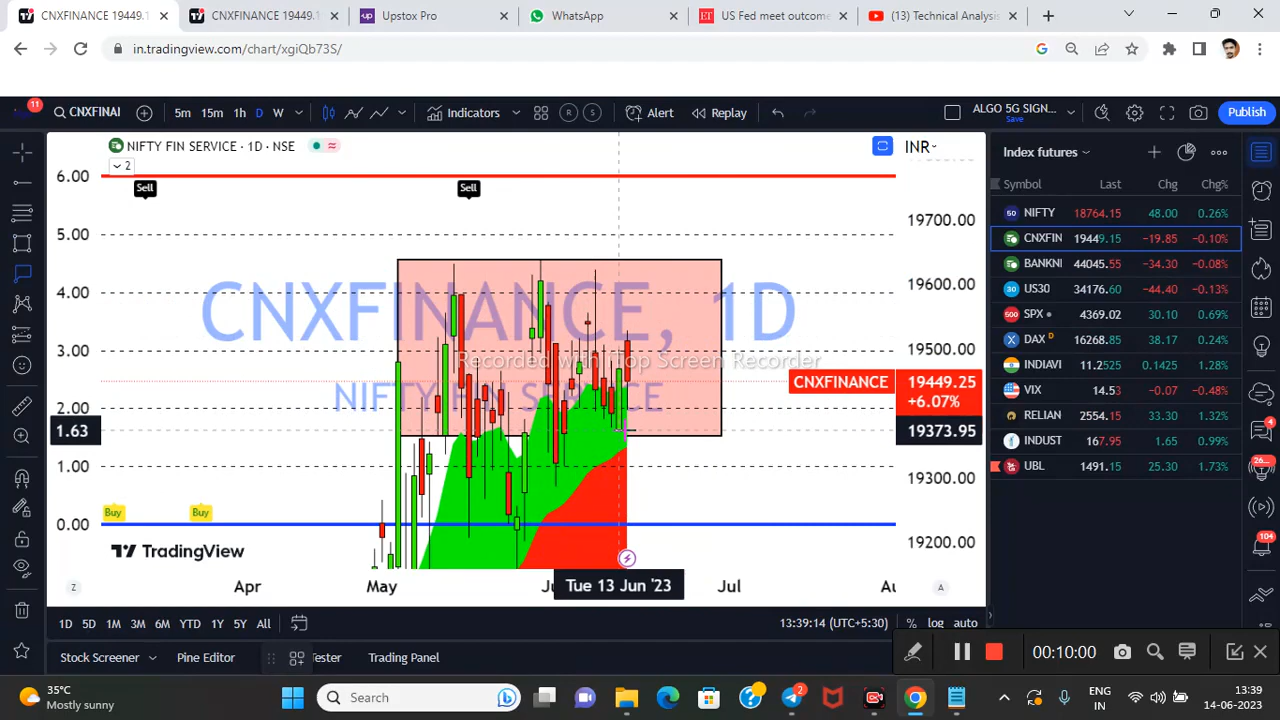 CNXFINANCE 19449.1
CNXFINANCE 19449.1
Upstox Pro
WhatsApp
US Fed meet outcome
(13) Technical Analysis
in.tradingview.com/chart/xgiQb73S/
11
CNXFINAI
5m
15m
1h
D
W
Indicators
Alert
Replay
ALGO 5G SIGN...
Save
Publish
NIFTY FIN SERVICE · 1D · NSE
2
INR
Index futures
Symbol
Last
Chg
Chg%
NIFTY 18764.15 48.00 0.26%
CNXFIN 19449.15 −19.85 −0.10%
BANKNI 44045.55 −34.30 −0.08%
US30 34176.60 −44.40 −0.13%
SPX 4369.02 30.10 0.69%
DAX D 16268.85 38.17 0.24%
INDIAVI 11.2525 0.1425 1.28%
VIX 14.53 −0.07 −0.48%
RELIAN 2554.15 33.30 1.32%
INDUST 167.95 1.65 0.99%
UBL 1491.15 25.30 1.73%
6.00
5.00
4.00
3.00
2.00
1.63
1.00
0.00
Sell
Sell
Buy
Buy
CNXFINANCE, 1D
NIFTY FIN SERVICE
Recorded with iTop Screen Recorder
19700.00
19600.00
19500.00
CNXFINANCE
19449.25
+6.07%
19373.95
19300.00
19200.00
TradingView
Z
Apr
May
Tue 13 Jun '23
Jul
Au
A
1D
5D
1M
3M
6M
YTD
1Y
5Y
All
13:39:14 (UTC+5:30)
%
log
auto
Stock Screener
Pine Editor
Tester
Trading Panel
00:10:00
4
104
35°C
Mostly sunny
Search
2
ENG
IN
13:39
14-06-2023